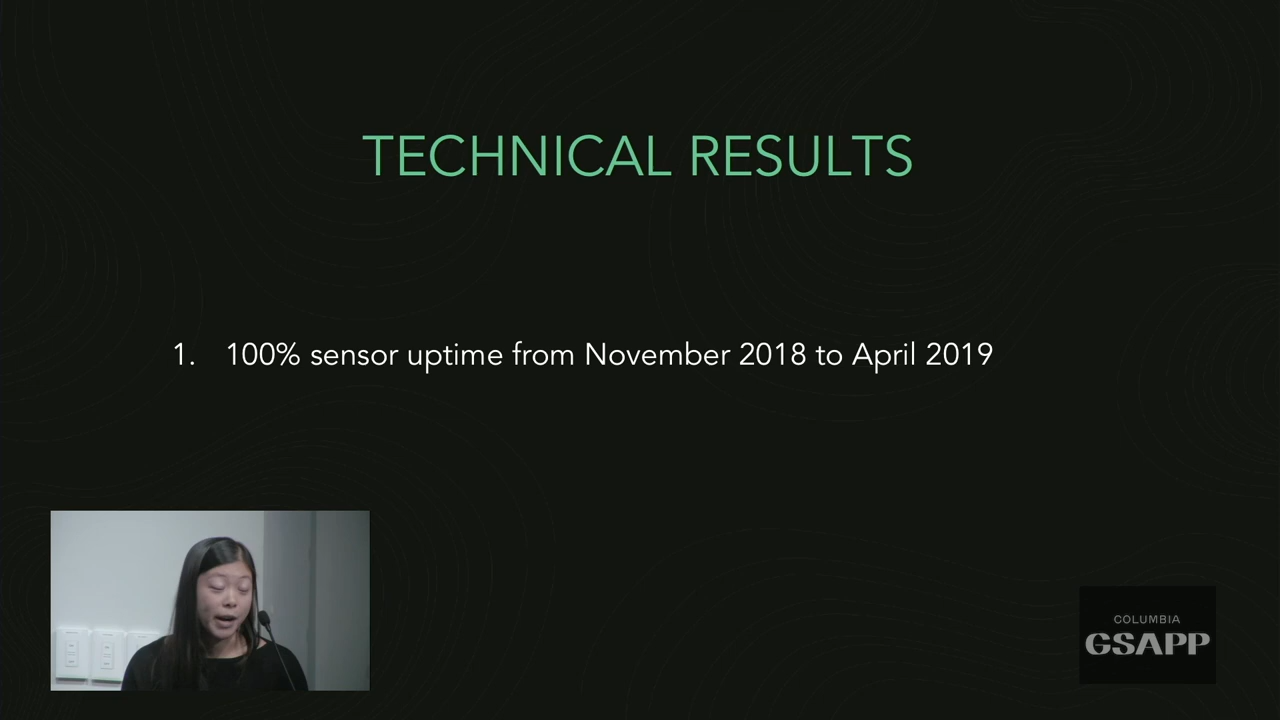 TECHNICAL RESULTS
1. 100% sensor uptime from November 2018 to April 2019
COLUMBIA
GSAPP